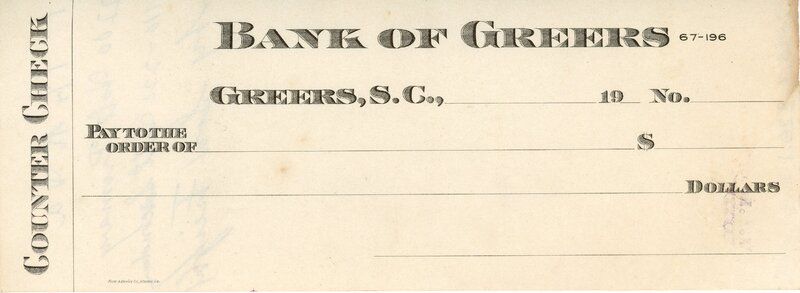 COUNTER CHECK
BANK OF GREERS 67-196
GREERS, S.C., 19 No.
PAY TO THE
ORDER OF $
DOLLARS